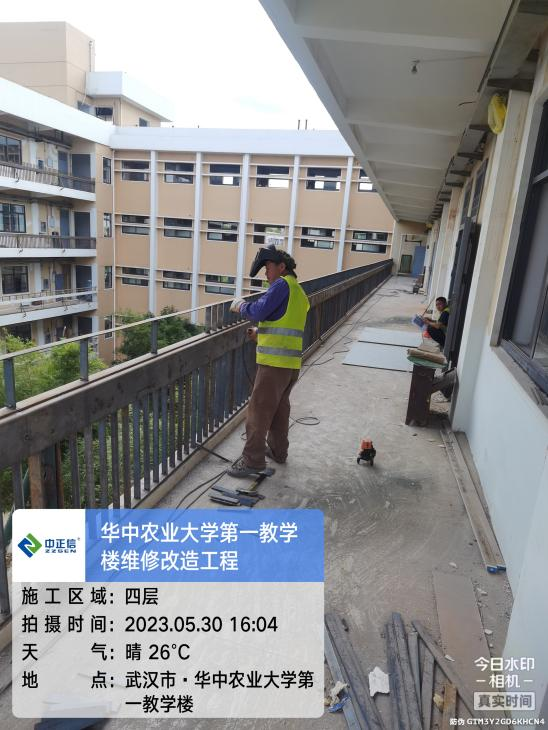 中正信®
ZZSEN
华中农业大学第一教学
楼维修改造工程
施工区域：四层
拍摄时间：2023.05.30 16:04
天气：晴 26℃
地点：武汉市·华中农业大学第
一教学楼
今日水印
相机
真实时间
防伪 GTM3Y2GD6KHCN4